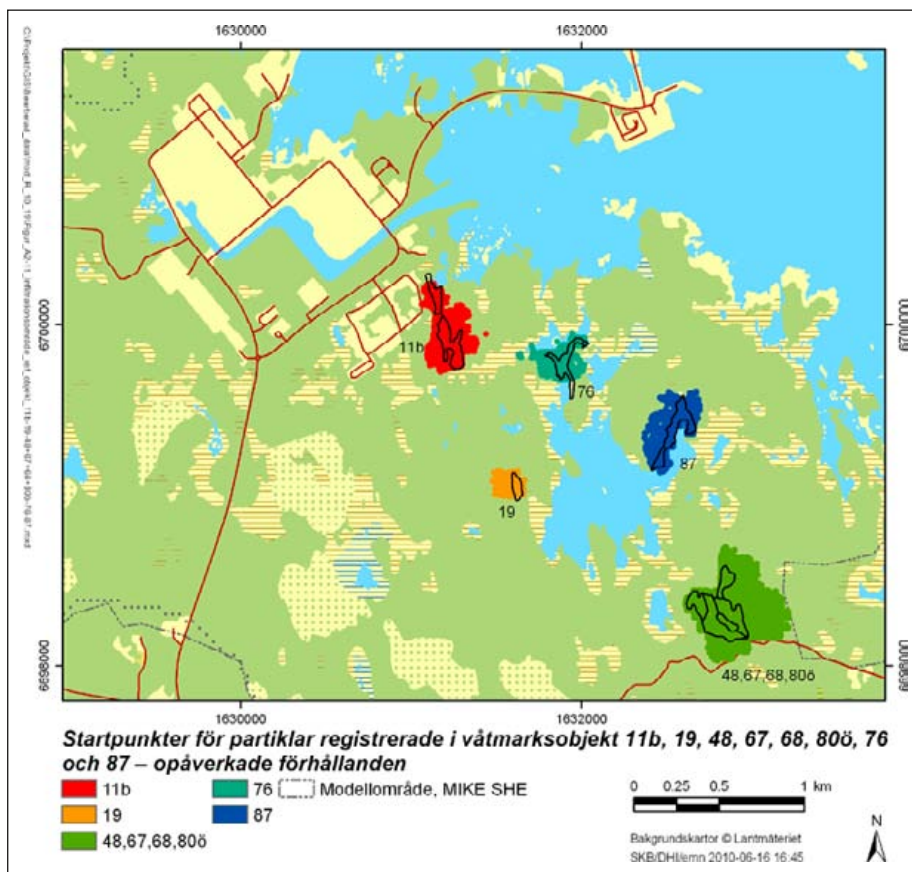 1630000 1632000
6700000 6700000
11b
76
87
19
48,67,68,80ö
6698000 6698000
1630000 1632000
Startpunkter för partiklar registrerade i våtmarksobjekt 11b, 19, 48, 67, 68, 80ö, 76
och 87 – opåverkade förhållanden
11b 76 Modellområde, MIKE SHE
19 87
48,67,68,80ö
0 0.25 0.5 1 km
Bakgrundskartor © Lantmäteriet
SKB/DHI/emn 2010-06-16 16:45
N